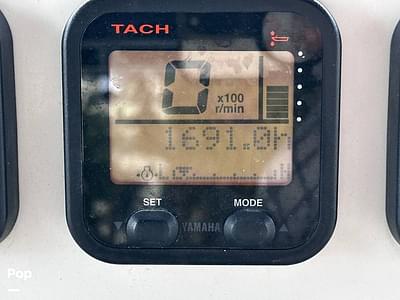 TACH
0
x100
r/min
1691.0h
L H
SET MODE
YAMAHA
Pop